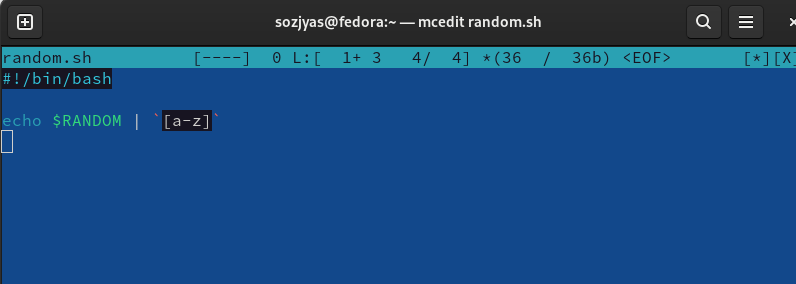 sozjyas@fedora:~ — mcedit random.sh
random.sh [----] 0 L:[ 1+ 3 4/ 4] *(36 / 36b) <EOF> [*][X]
#!/bin/bash
echo $RANDOM | `[a-z]`